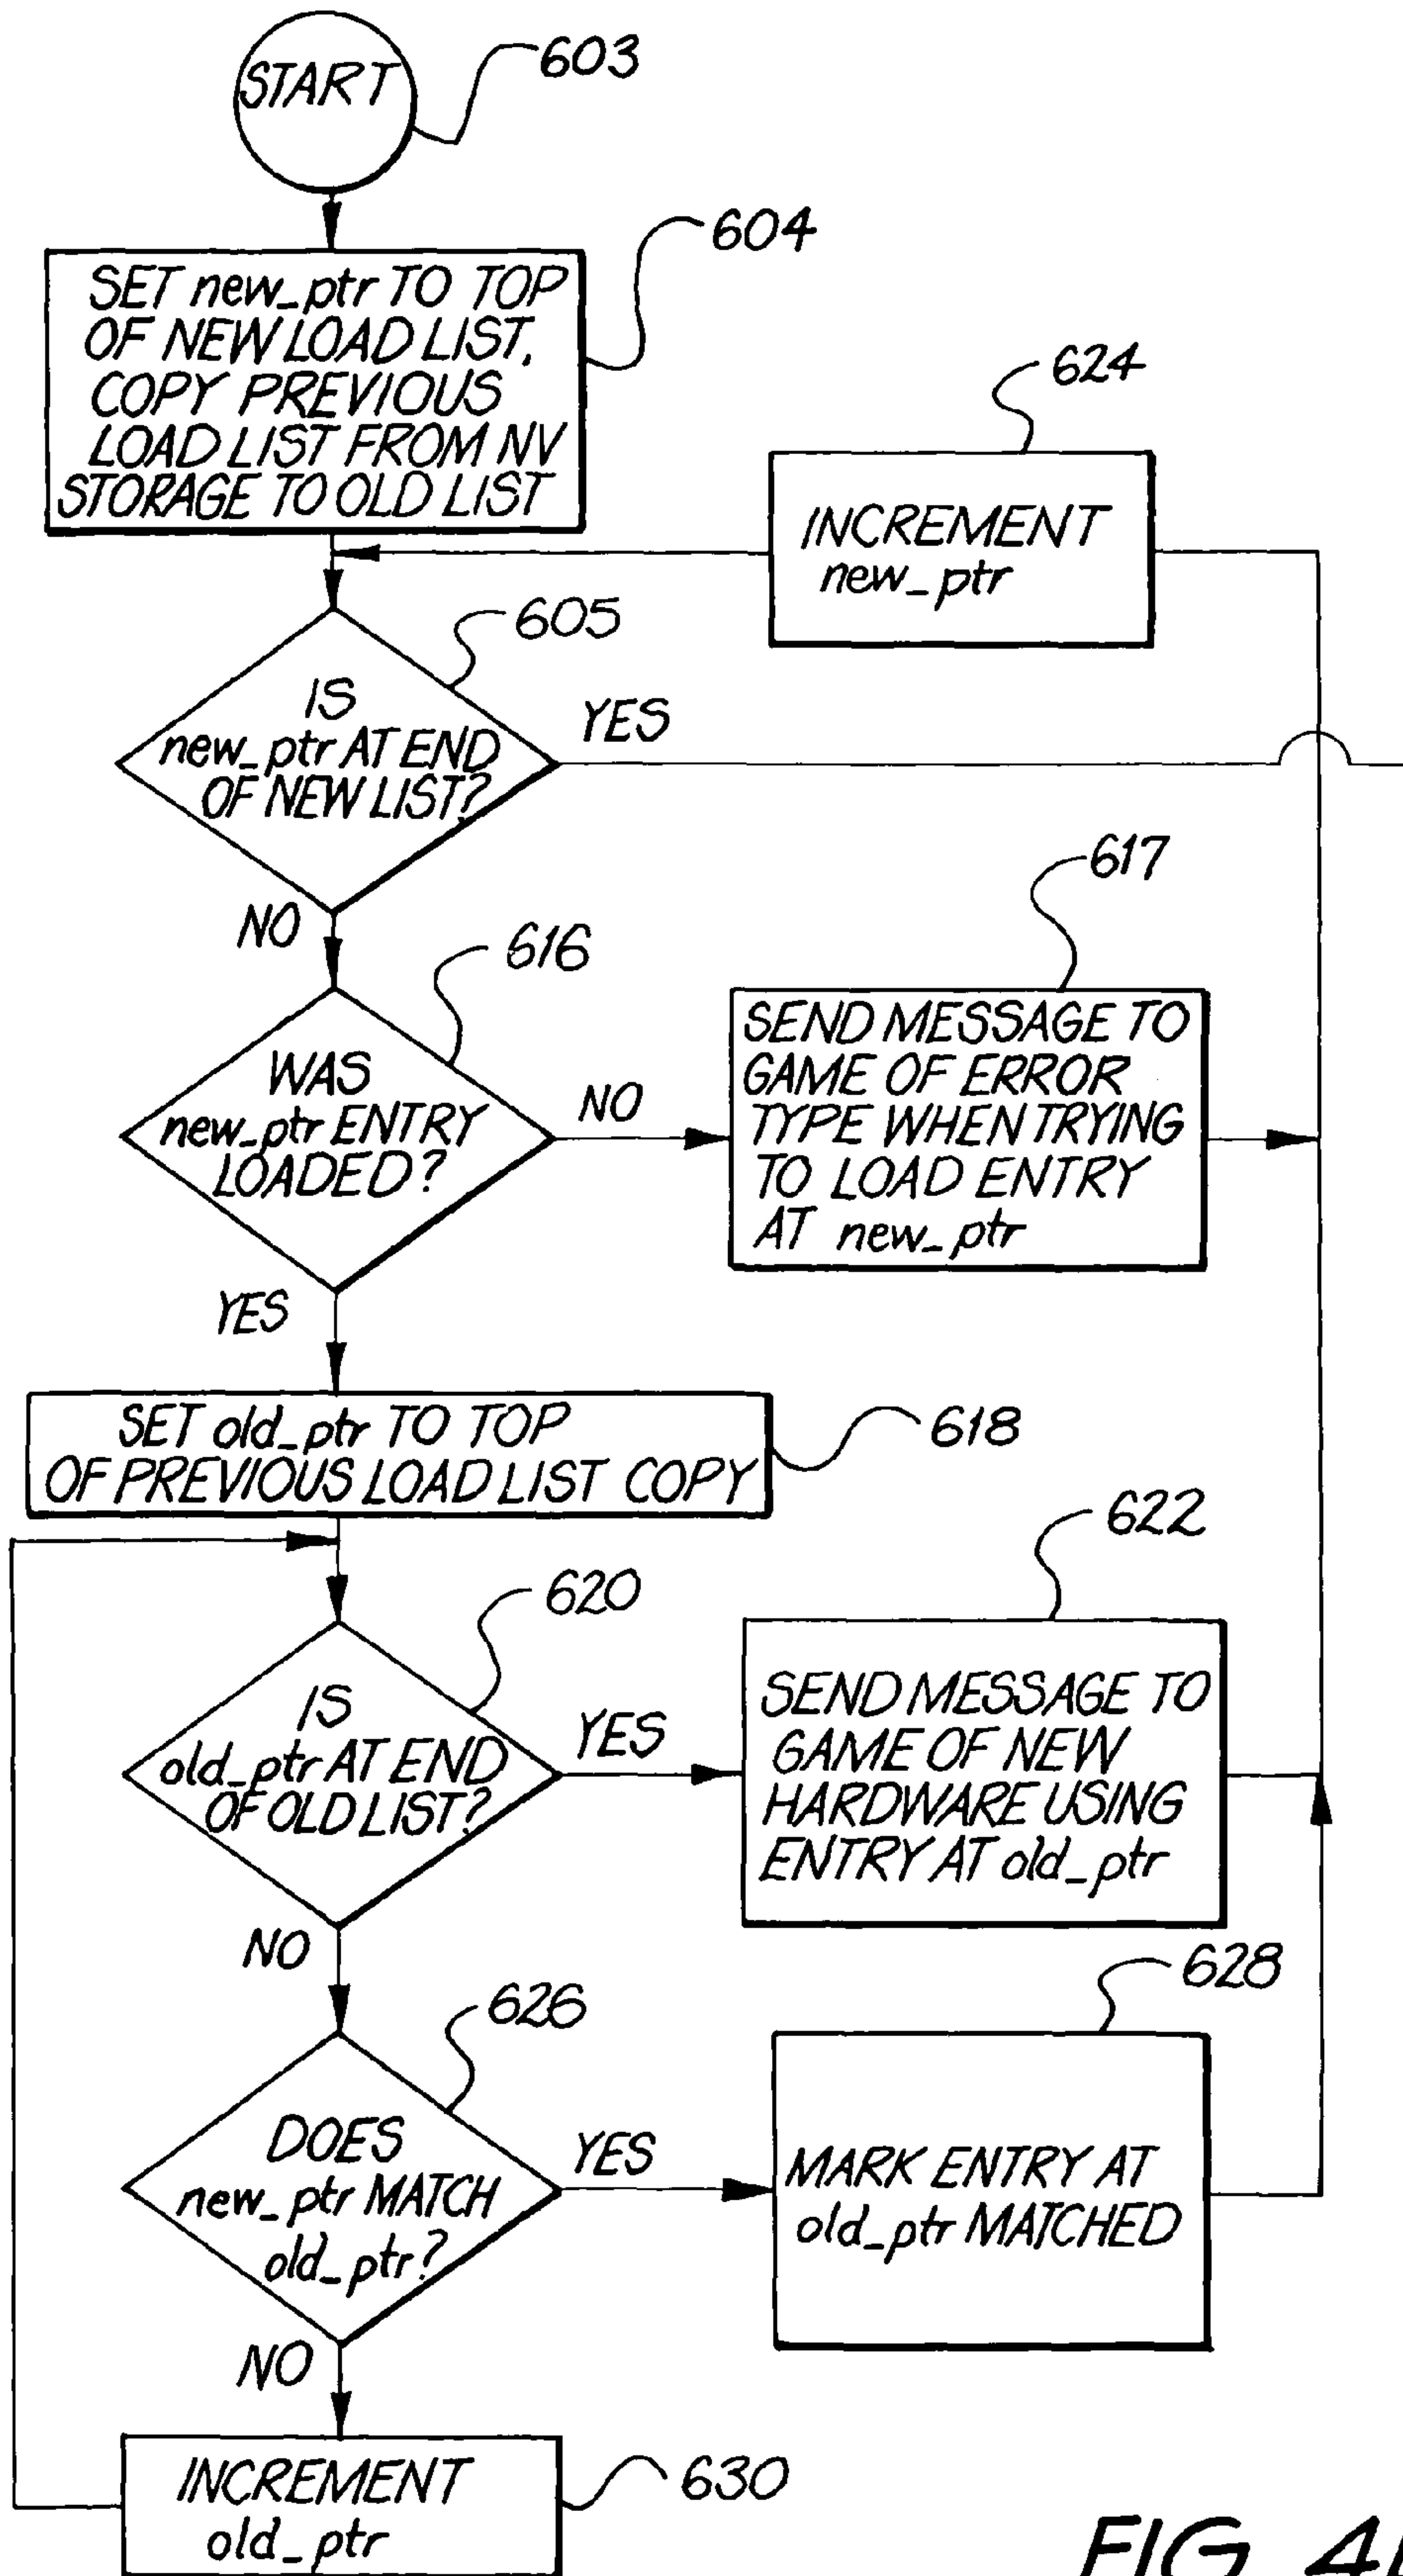 START
603
604
SET new_ptr TO TOP
OF NEW LOAD LIST,
COPY PREVIOUS
LOAD LIST FROM NV
STORAGE TO OLD LIST
624
INCREMENT
new_ptr
605
IS
new_ptr AT END
OF NEW LIST?
YES
NO
616
617
WAS
new_ptr ENTRY
LOADED?
NO
SEND MESSAGE TO
GAME OF ERROR
TYPE WHEN TRYING
TO LOAD ENTRY
AT new_ptr
YES
SET old_ptr TO TOP
OF PREVIOUS LOAD LIST COPY
618
620
622
IS
old_ptr AT END
OF OLD LIST?
YES
SEND MESSAGE TO
GAME OF NEW
HARDWARE USING
ENTRY AT old_ptr
NO
626
628
DOES
new_ptr MATCH
old_ptr?
YES
MARK ENTRY AT
old_ptr MATCHED
NO
INCREMENT
old_ptr
630
FIG 4